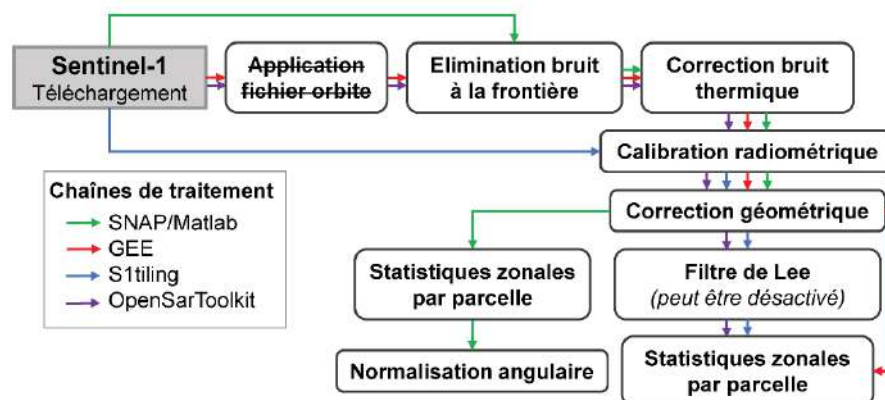 Sentinel-1
Téléchargement
Application
fichier orbite
Elimination bruit
à la frontière
Correction bruit
thermique
Calibration radiométrique
Chaînes de traitement
SNAP/Matlab
GEE
S1tiling
OpenSarToolkit
Correction géométrique
Statistiques zonales
par parcelle
Filtre de Lee
(peut être désactivé)
Normalisation angulaire
Statistiques zonales
par parcelle